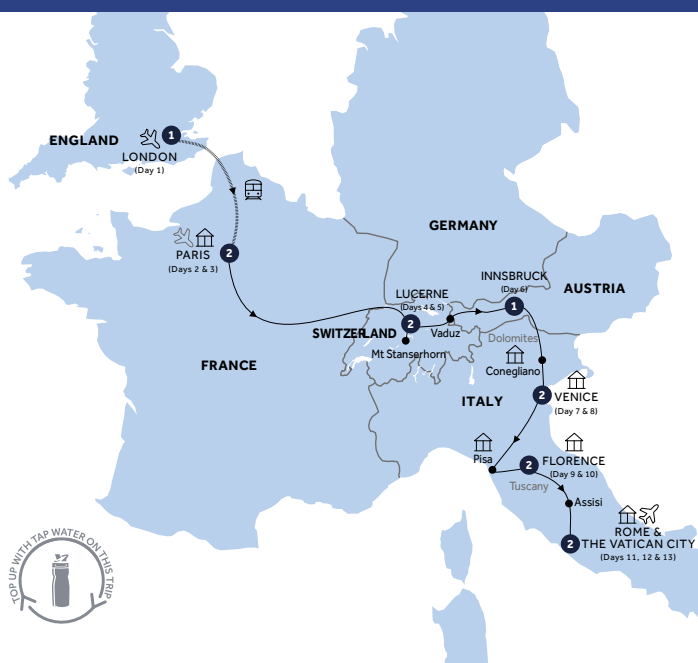 ENGLAND
1
LONDON
(Day 1)
2
PARIS
(Days 2 & 3)
GERMANY
INNSBRUCK
(Day 6)
1
AUSTRIA
LUCERNE
(Days 4 & 5)
2
SWITZERLAND
Vaduz
Mt Stanserhorn
Dolomites
Conegliano
FRANCE
ITALY
2
VENICE
(Day 7 & 8)
Pisa
2
FLORENCE
(Day 9 & 10)
Tuscany
Assisi
ROME &
2
THE VATICAN CITY
(Days 11, 12 & 13)
TOP UP WITH TAP WATER ON THIS TRIP